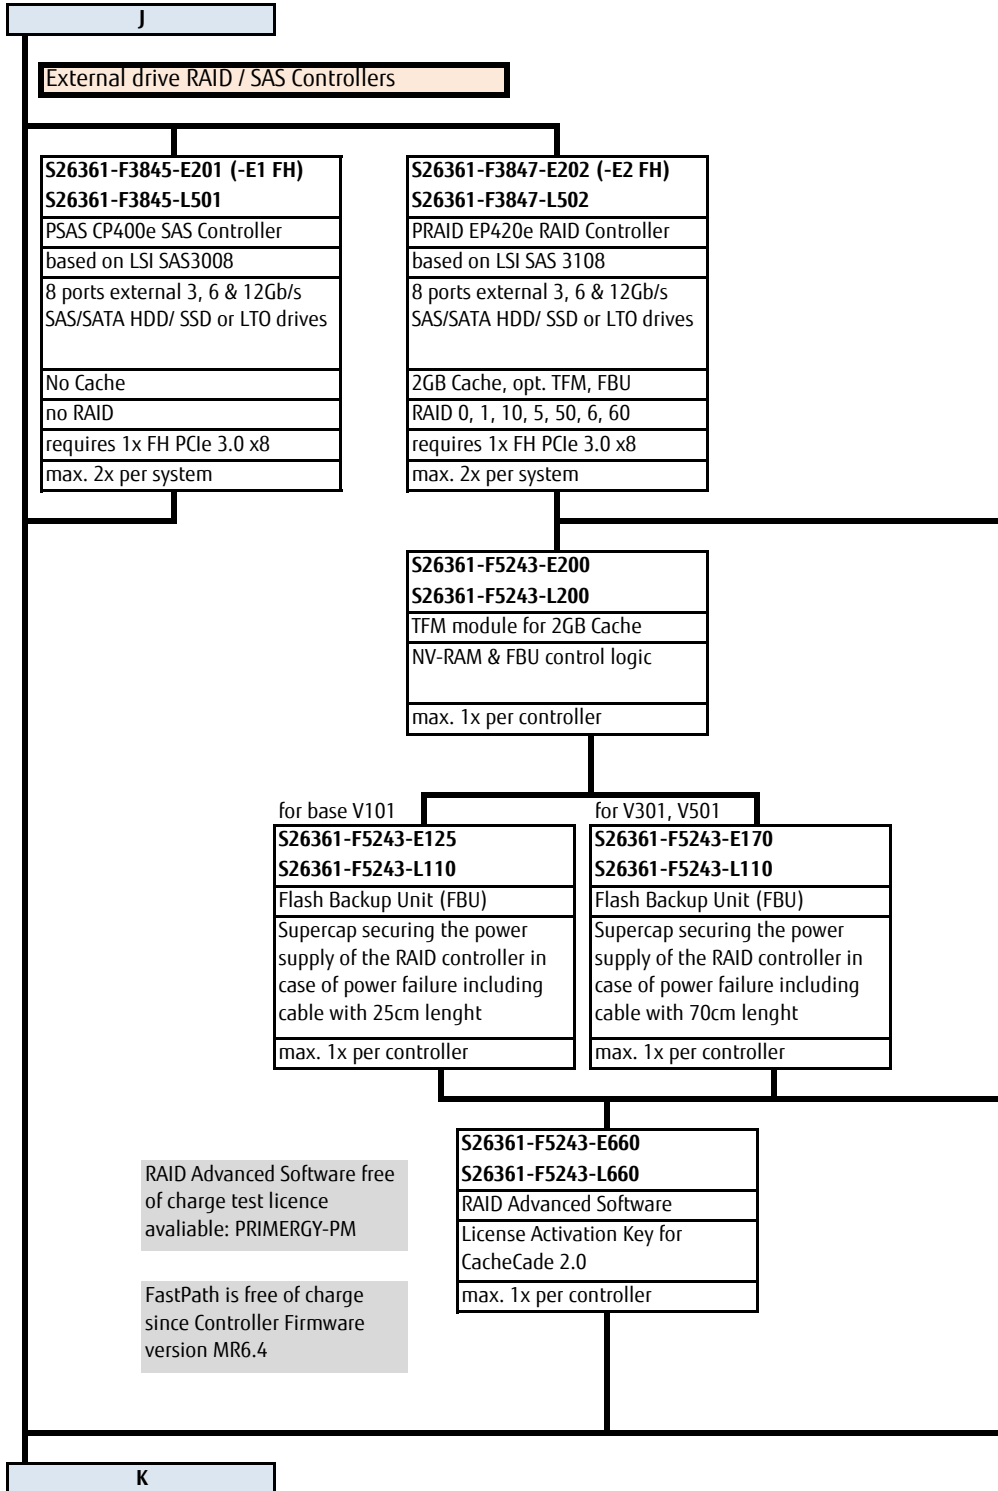 J
External drive RAID / SAS Controllers
S26361-F3845-E201 (-E1 FH)
S26361-F3845-L501
PSAS CP400e SAS Controller
based on LSI SAS3008
8 ports external 3, 6 & 12Gb/s
SAS/SATA HDD/ SSD or LTO drives
No Cache
no RAID
requires 1x FH PCIe 3.0 x8
max. 2x per system
S26361-F3847-E202 (-E2 FH)
S26361-F3847-L502
PRAID EP420e RAID Controller
based on LSI SAS 3108
8 ports external 3, 6 & 12Gb/s
SAS/SATA HDD/ SSD or LTO drives
2GB Cache, opt. TFM, FBU
RAID 0, 1, 10, 5, 50, 6, 60
requires 1x FH PCIe 3.0 x8
max. 2x per system
S26361-F5243-E200
S26361-F5243-L200
TFM module for 2GB Cache
NV-RAM & FBU control logic
max. 1x per controller
for base V101
S26361-F5243-E125
S26361-F5243-L110
Flash Backup Unit (FBU)
Supercap securing the power
supply of the RAID controller in
case of power failure including
cable with 25cm lenght
max. 1x per controller
for V301, V501
S26361-F5243-E170
S26361-F5243-L110
Flash Backup Unit (FBU)
Supercap securing the power
supply of the RAID controller in
case of power failure including
cable with 70cm lenght
max. 1x per controller
RAID Advanced Software free
of charge test licence
avaliable: PRIMERGY-PM
FastPath is free of charge
since Controller Firmware
version MR6.4
S26361-F5243-E660
S26361-F5243-L660
RAID Advanced Software
License Activation Key for
CacheCade 2.0
max. 1x per controller
K